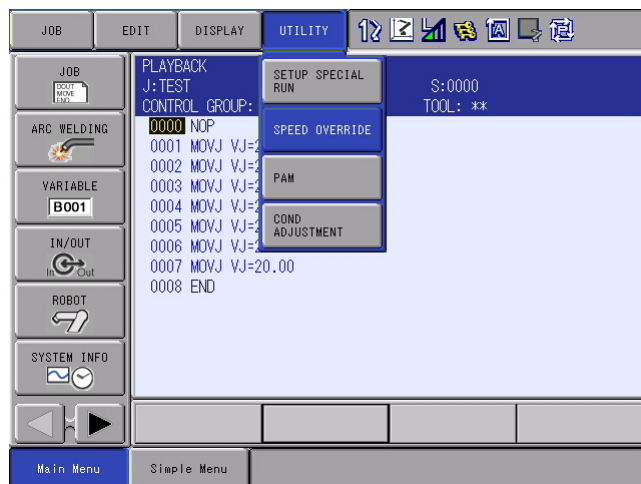 JOB
EDIT
DISPLAY
UTILITY
JOB
DOUT
MOVE
END
ARC WELDING
VARIABLE
B001
IN/OUT
In Out
ROBOT
SYSTEM INFO
PLAYBACK
J:TEST S:0000
CONTROL GROUP: TOOL: **
0000 NOP
0001 MOVJ VJ=2
0002 MOVJ VJ=2
0003 MOVJ VJ=2
0004 MOVJ VJ=2
0005 MOVJ VJ=2
0006 MOVJ VJ=2
0007 MOVJ VJ=20.00
0008 END
SETUP SPECIAL
RUN
SPEED OVERRIDE
PAM
COND
ADJUSTMENT
Main Menu
Simple Menu